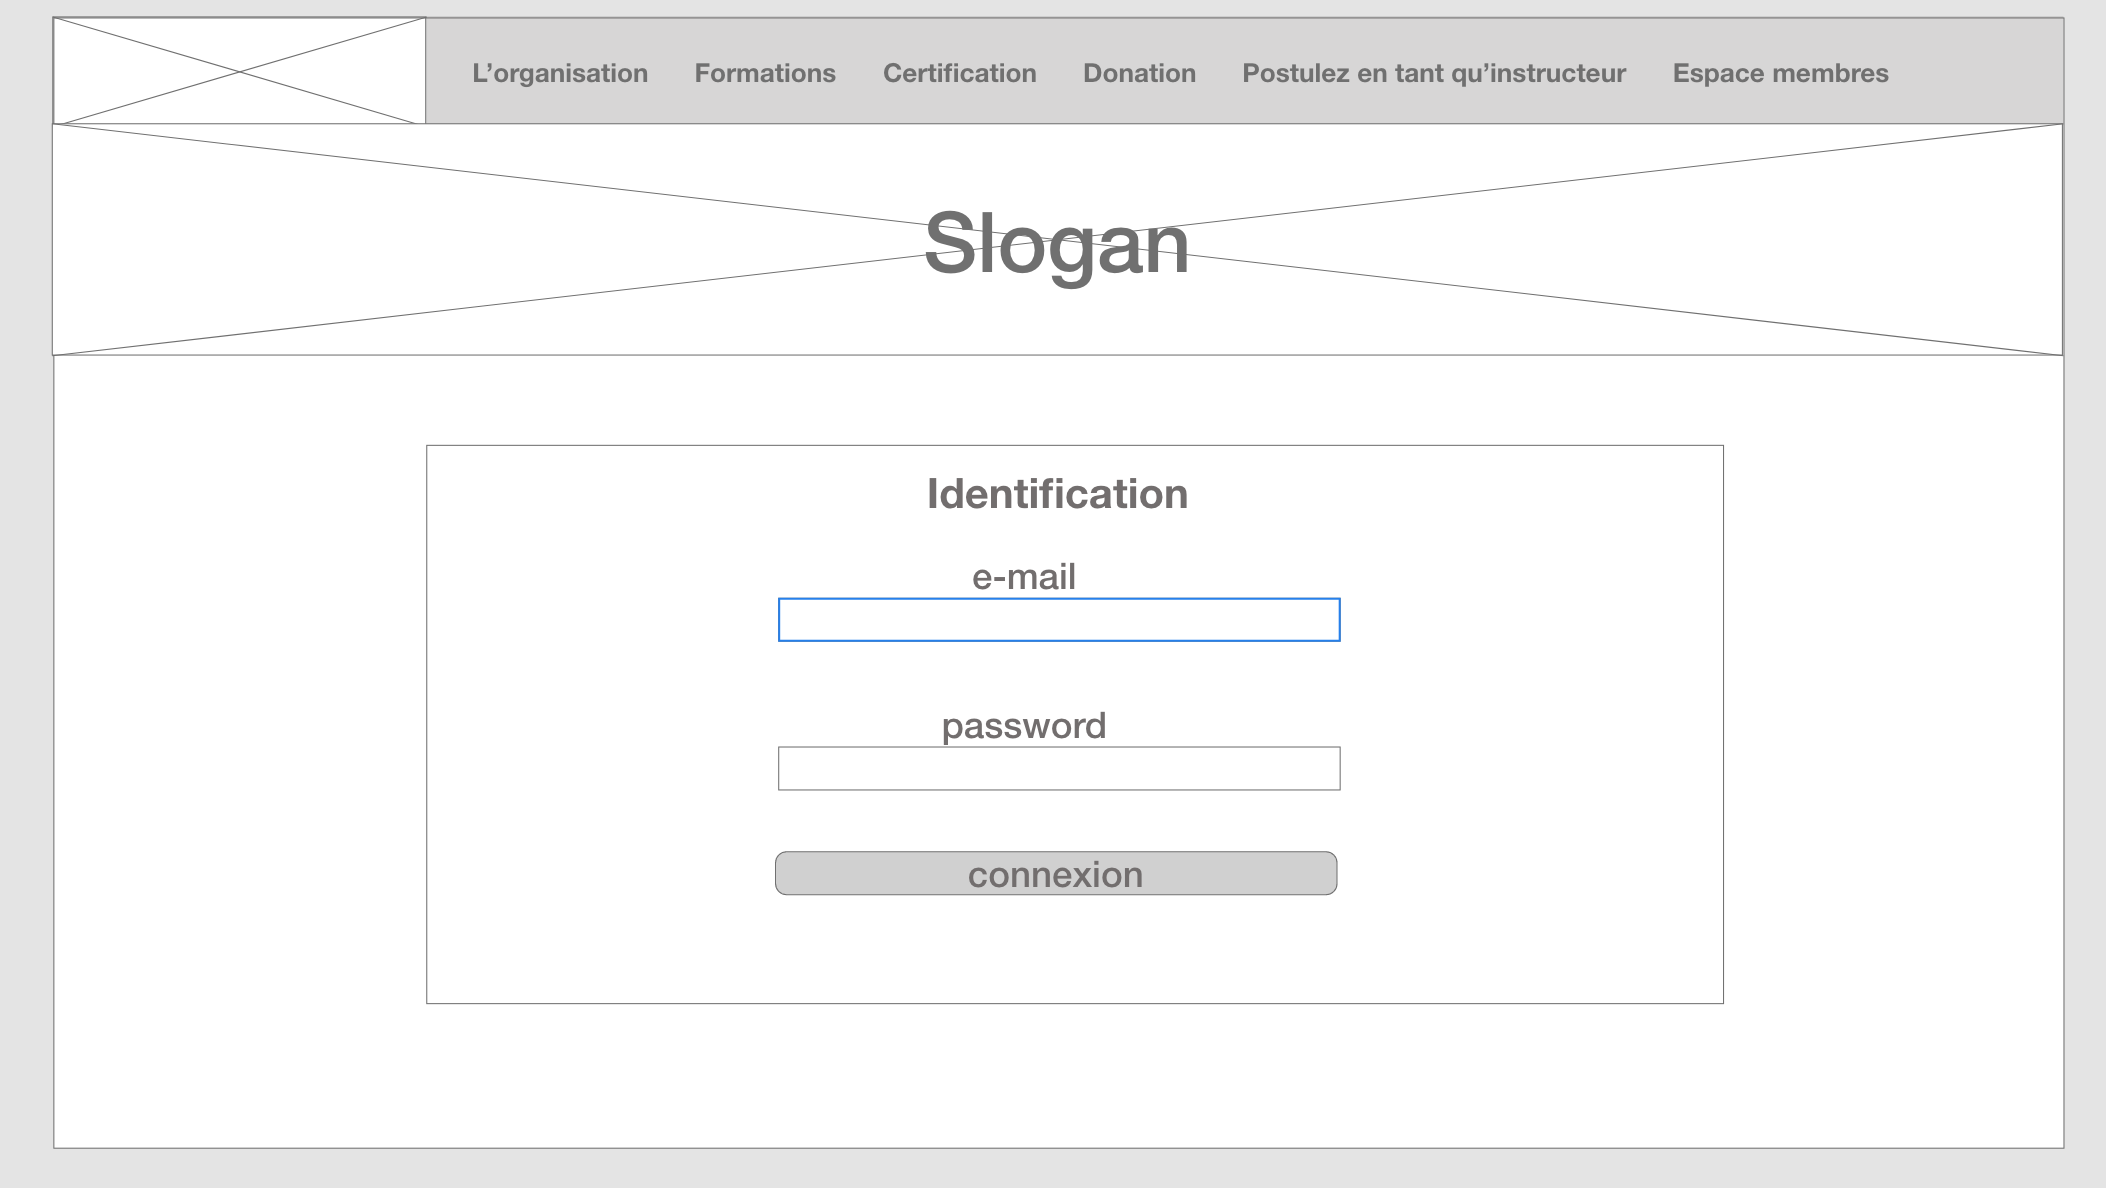 L’organisation Formations Certification Donation Postulez en tant qu’instructeur Espace membres
Slogan
Identification
e-mail
password
connexion